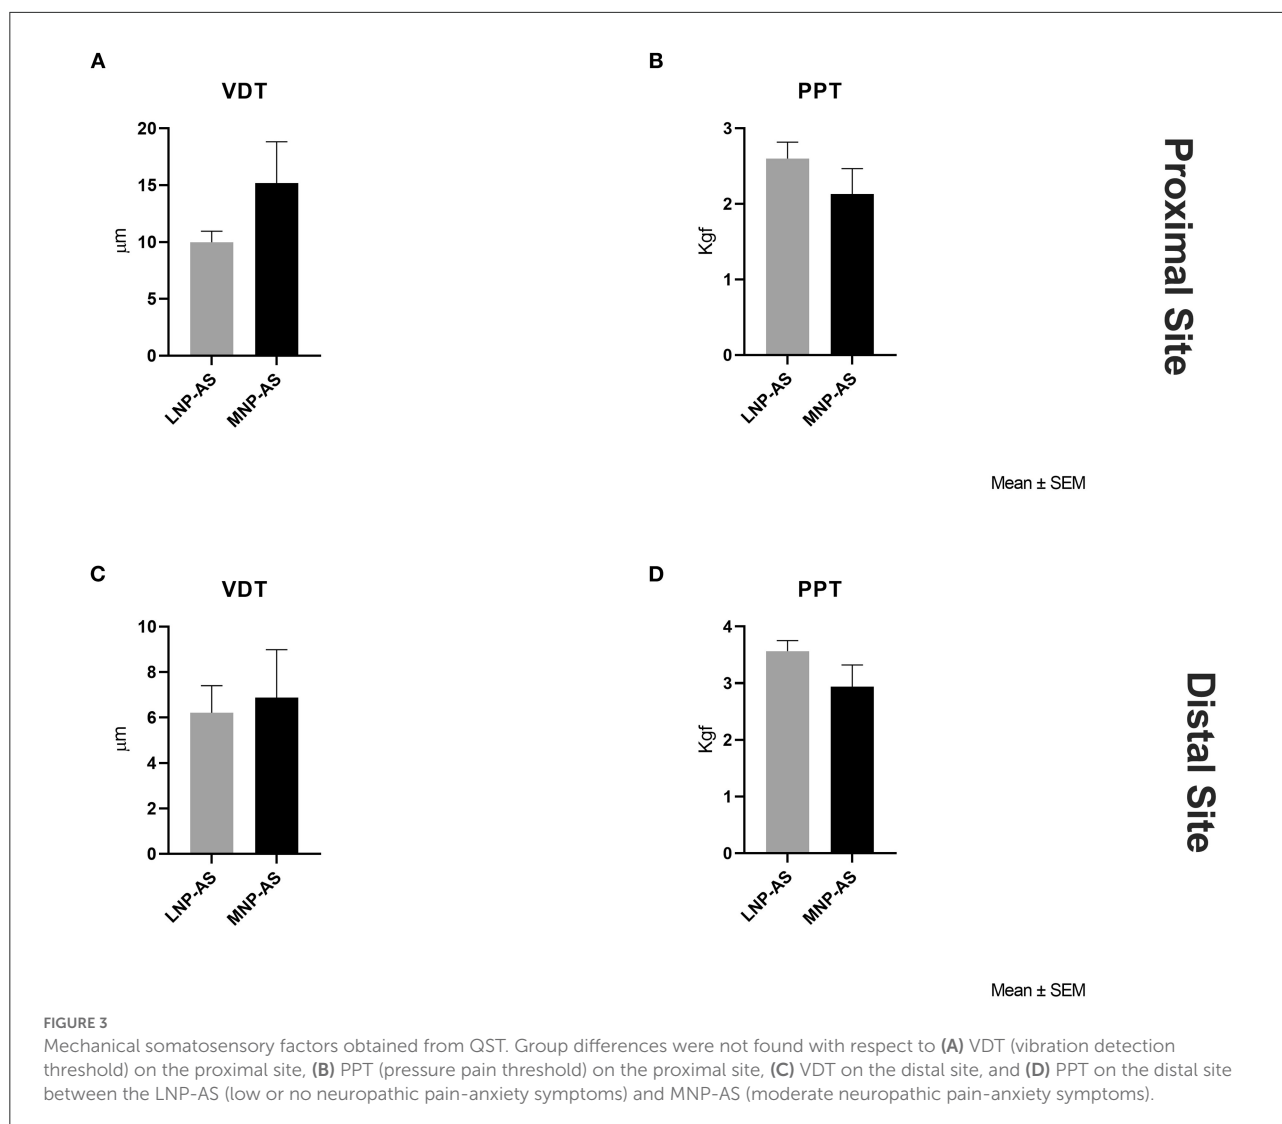 A
VDT
20
15
10
5
0
µm
LNP-AS
MNP-AS
B
PPT
3
2
1
0
Kgf
LNP-AS
MNP-AS
Proximal Site
Mean ± SEM
C
VDT
10
8
6
4
2
0
µm
LNP-AS
MNP-AS
D
PPT
4
3
2
1
0
Kgf
LNP-AS
MNP-AS
Distal Site
Mean ± SEM
FIGURE 3
Mechanical somatosensory factors obtained from QST. Group differences were not found with respect to (A) VDT (vibration detection
threshold) on the proximal site, (B) PPT (pressure pain threshold) on the proximal site, (C) VDT on the distal site, and (D) PPT on the distal site
between the LNP-AS (low or no neuropathic pain-anxiety symptoms) and MNP-AS (moderate neuropathic pain-anxiety symptoms).